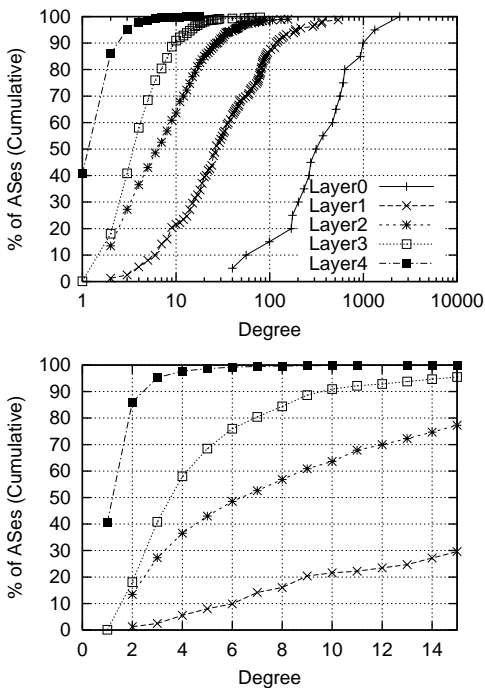 % of ASes (Cumulative)
100
90
80
70
60
50
40
30
20
10
0
Layer0
Layer1
Layer2
Layer3
Layer4
1 10 100 1000 10000
Degree
% of ASes (Cumulative)
100
90
80
70
60
50
40
30
20
10
0
0 2 4 6 8 10 12 14
Degree